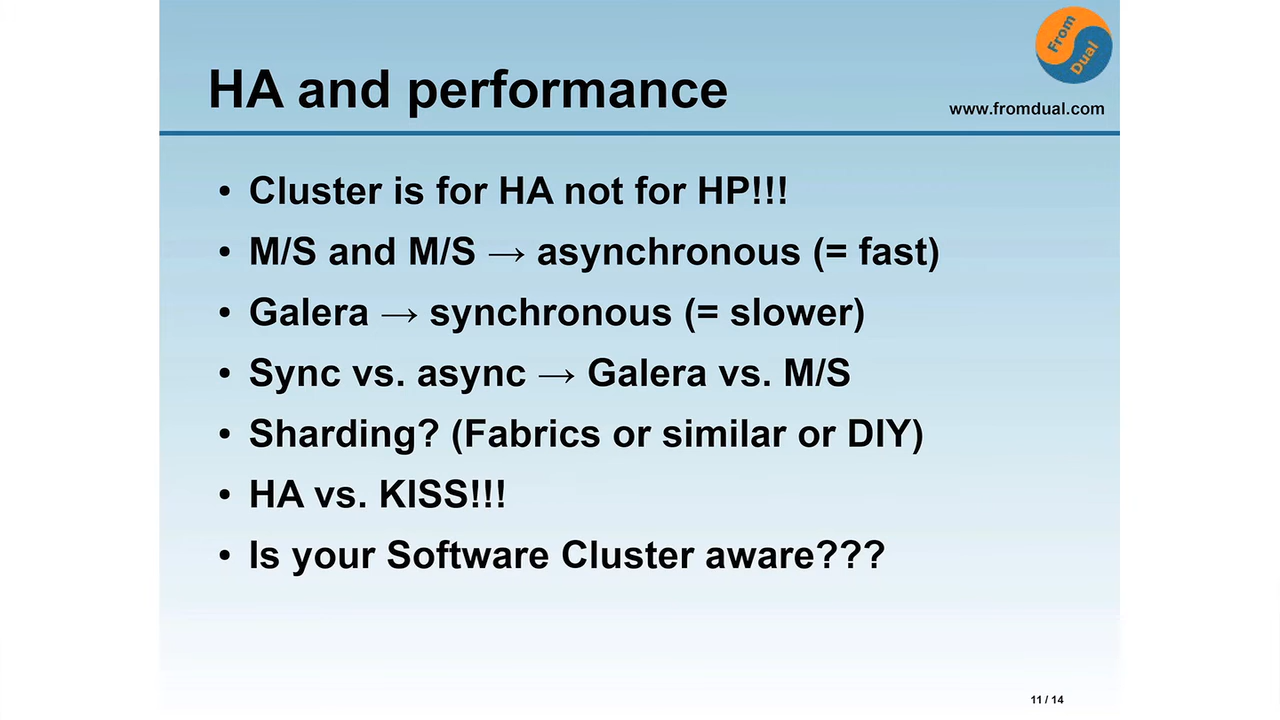 From
Dual
HA and performance
www.fromdual.com
• Cluster is for HA not for HP!!!
• M/S and M/S → asynchronous (= fast)
• Galera → synchronous (= slower)
• Sync vs. async → Galera vs. M/S
• Sharding? (Fabrics or similar or DIY)
• HA vs. KISS!!!
• Is your Software Cluster aware???
11 / 14